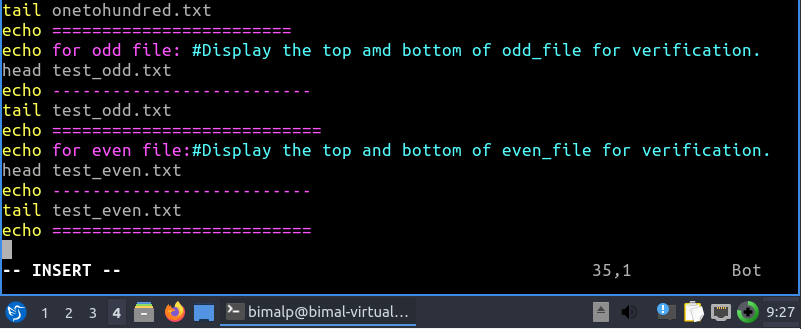 tail onetohundred.txt
echo =========================
echo for odd file: #Display the top amd bottom of odd_file for verification.
head test_odd.txt
echo ---------------------------
tail test_odd.txt
echo ============================
echo for even file:#Display the top and bottom of even_file for verification.
head test_even.txt
echo ---------------------------
tail test_even.txt
echo ===========================
-- INSERT -- 35,1 Bot
1 2 3 4 bimalp@bimal-virtual... 9:27